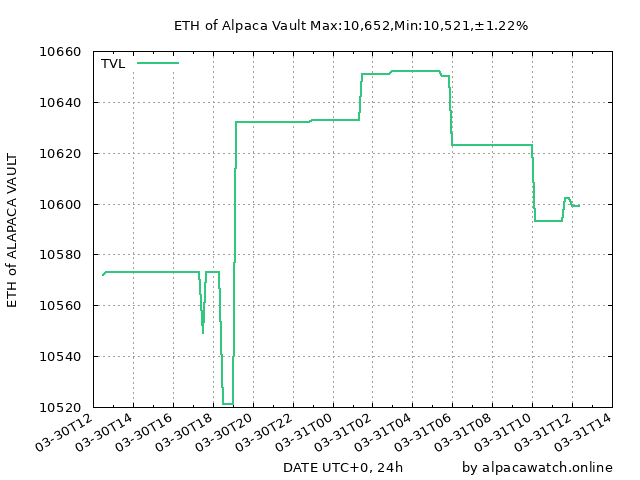 ETH of Alpaca Vault Max:10,652,Min:10,521,±1.22%
TVL
ETH of ALAPACA VAULT
10660
10640
10620
10600
10580
10560
10540
10520
03-30T12
03-30T14
03-30T16
03-30T18
03-30T20
03-30T22
03-31T00
03-31T02
03-31T04
03-31T06
03-31T08
03-31T10
03-31T12
03-31T14
DATE UTC+0, 24h
by alpacawatch.online